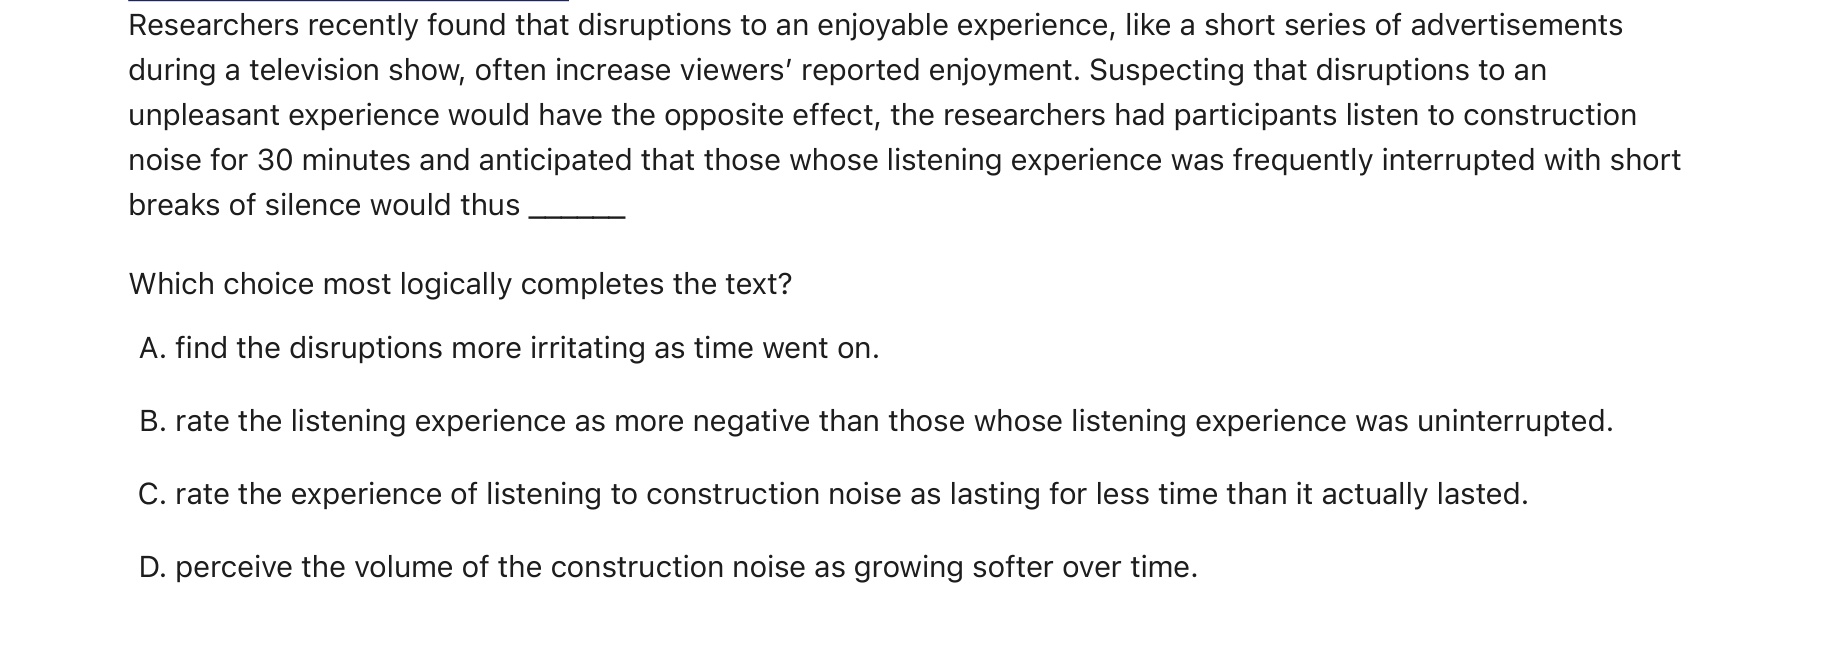 Researchers recently found that disruptions to an enjoyable experience, like a short series of advertisements
during a television show, often increase viewers’ reported enjoyment. Suspecting that disruptions to an
unpleasant experience would have the opposite effect, the researchers had participants listen to construction
noise for 30 minutes and anticipated that those whose listening experience was frequently interrupted with short
breaks of silence would thus ______
Which choice most logically completes the text?
A. find the disruptions more irritating as time went on.
B. rate the listening experience as more negative than those whose listening experience was uninterrupted.
C. rate the experience of listening to construction noise as lasting for less time than it actually lasted.
D. perceive the volume of the construction noise as growing softer over time.